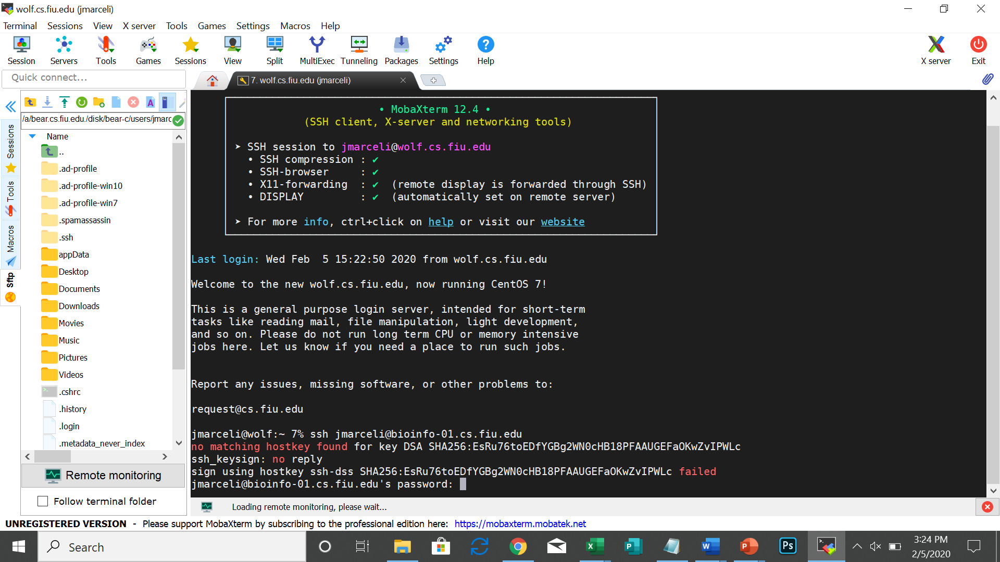 wolf.cs.fiu.edu (jmarceli)
Terminal Sessions View X server Tools Games Settings Macros Help
Session Servers Tools Games Sessions View Split MultiExec Tunneling Packages Settings Help X server Exit
Quick connect...
7. wolf.cs.fiu.edu (jmarceli)
/a/bear.cs.fiu.edu./disk/bear-c/users/jmarc
Sessions
Tools
Macros
Sftp
Name
..
.ad-profile
.ad-profile-win10
.ad-profile-win7
.spamassassin
.ssh
appData
Desktop
Documents
Downloads
Movies
Music
Pictures
Videos
.cshrc
.history
.login
.metadata_never_index
Remote monitoring
Follow terminal folder
• MobaXterm 12.4 •
(SSH client, X-server and networking tools)
➤ SSH session to jmarceli@wolf.cs.fiu.edu
• SSH compression : ✔
• SSH-browser : ✔
• X11-forwarding : ✔ (remote display is forwarded through SSH)
• DISPLAY : ✔ (automatically set on remote server)
➤ For more info, ctrl+click on help or visit our website
Last login: Wed Feb  5 15:22:50 2020 from wolf.cs.fiu.edu
Welcome to the new wolf.cs.fiu.edu, now running CentOS 7!
This is a general purpose login server, intended for short-term
tasks like reading mail, file manipulation, light development,
and so on. Please do not run long term CPU or memory intensive
jobs here. Let us know if you need a place to run such jobs.
Report any issues, missing software, or other problems to:
request@cs.fiu.edu
jmarceli@wolf:~ 7% ssh jmarceli@bioinfo-01.cs.fiu.edu
no matching hostkey found for key DSA SHA256:EsRu76toEDfYGBg2WN0cHB18PFAAUGEFaOKwZvIPWLc
ssh_keysign: no reply
sign using hostkey ssh-dss SHA256:EsRu76toEDfYGBg2WN0cHB18PFAAUGEFaOKwZvIPWLc failed
jmarceli@bioinfo-01.cs.fiu.edu's password:
Loading remote monitoring, please wait...
UNREGISTERED VERSION - Please support MobaXterm by subscribing to the professional edition here: https://mobaxterm.mobatek.net
Search
3:24 PM
2/5/2020